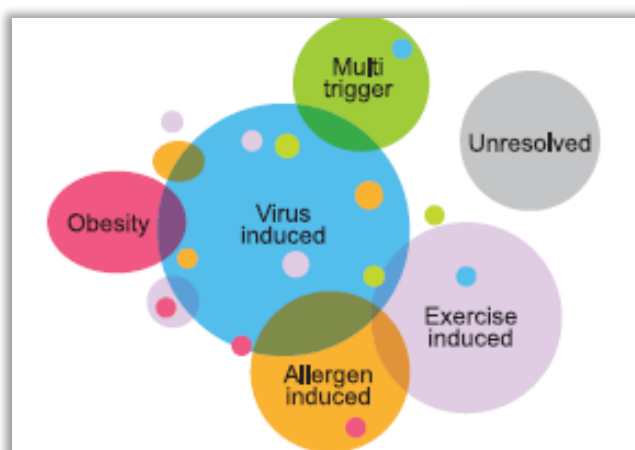 Multi
trigger
Unresolved
Obesity
Virus
induced
Exercise
induced
Allergen
induced